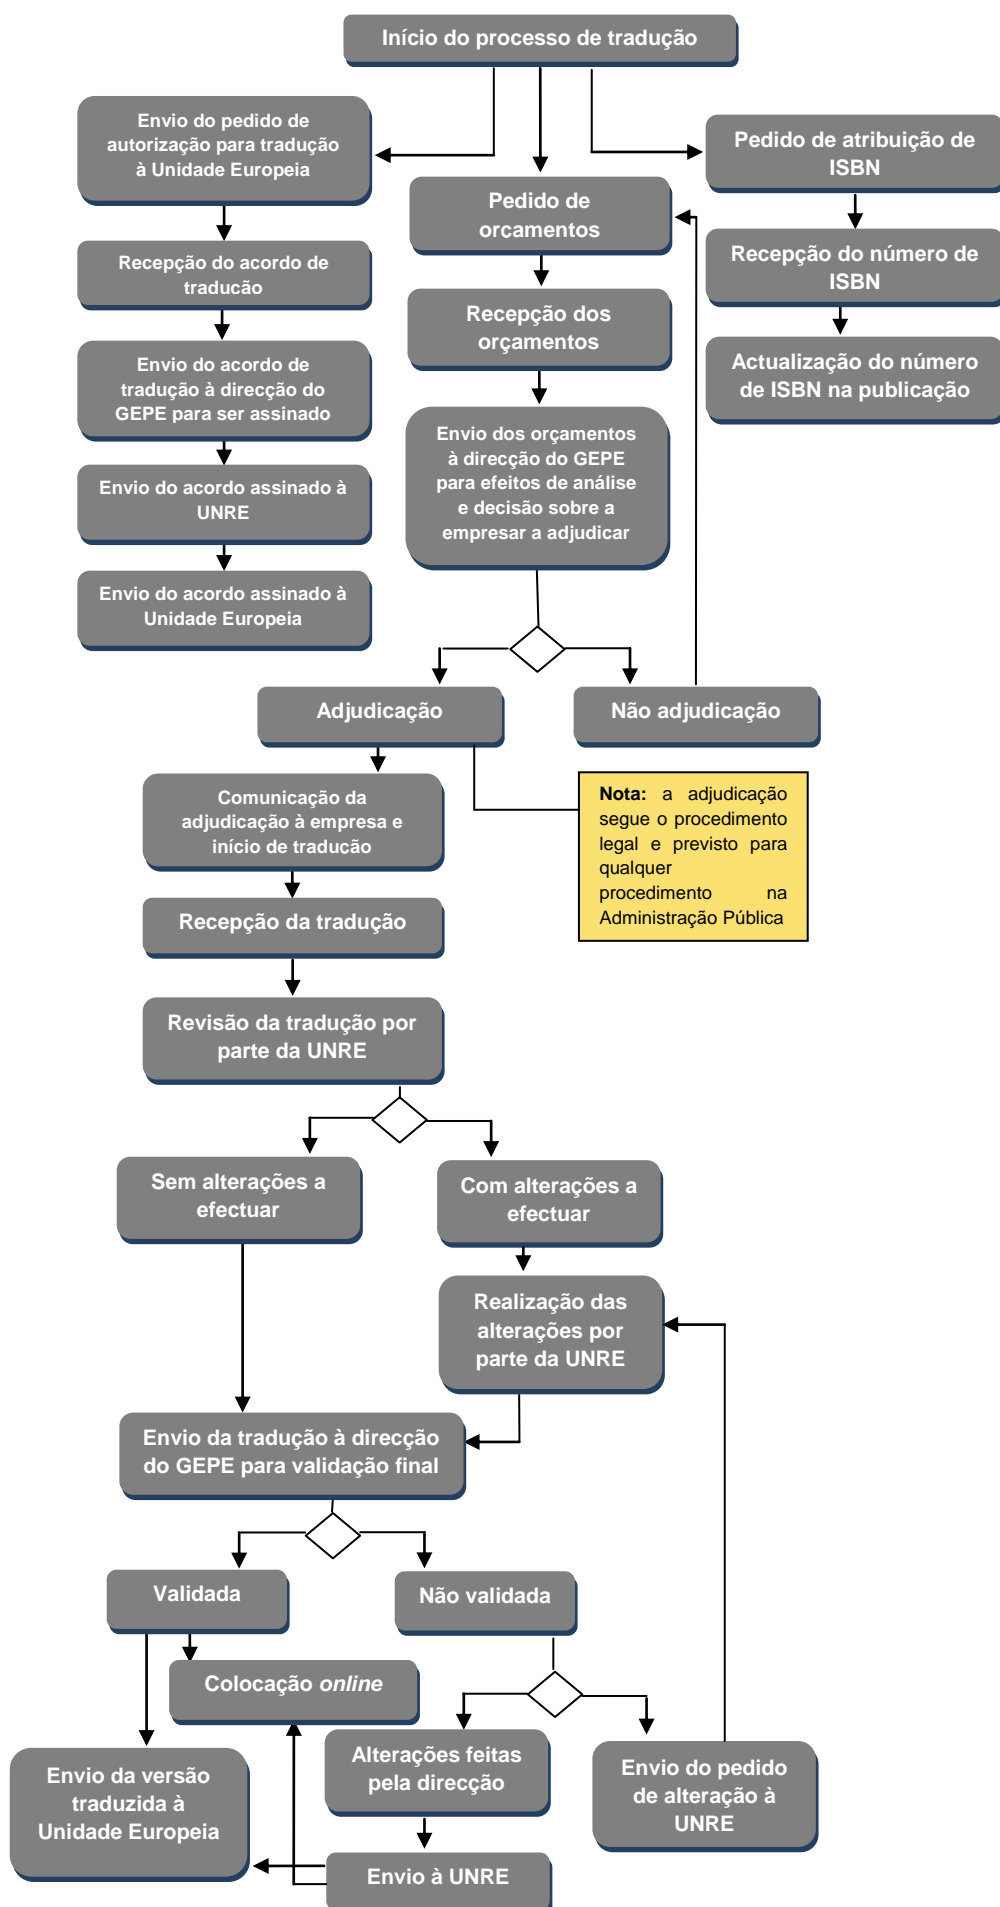 Início do processo de tradução
Envio do pedido de
autorização para tradução
à Unidade Europeia
Pedido de atribuição de
ISBN
Pedido de
orçamentos
Recepção do acordo de
tradução
Recepção do número de
ISBN
Recepção dos
orçamentos
Envio do acordo de
tradução à direcção do
GEPE para ser assinado
Actualização do número
de ISBN na publicação
Envio dos orçamentos
à direcção do GEPE
para efeitos de análise
e decisão sobre a
empresar a adjudicar
Envio do acordo assinado à
UNRE
Envio do acordo assinado à
Unidade Europeia
Adjudicação
Não adjudicação
Comunicação da
adjudicação à empresa e
início de tradução
Nota: a adjudicação
segue o procedimento
legal e previsto para
qualquer
procedimento na
Administração Pública
Recepção da tradução
Revisão da tradução por
parte da UNRE
Sem alterações a
efectuar
Com alterações a
efectuar
Realização das
alterações por
parte da UNRE
Envio da tradução à direcção
do GEPE para validação final
Validada
Não validada
Colocação online
Alterações feitas
pela direcção
Envio do pedido
de alteração à
UNRE
Envio da versão
traduzida à
Unidade Europeia
Envio à UNRE